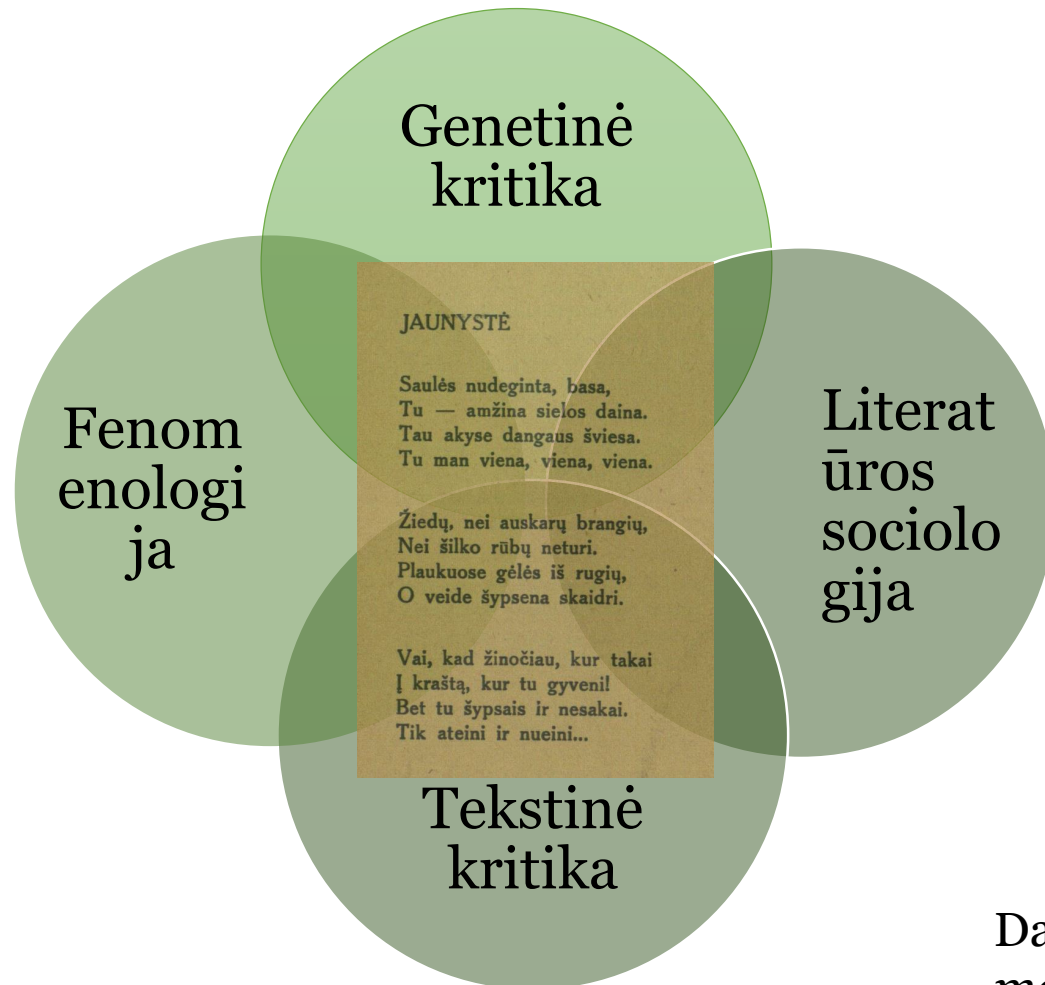 Genetinė
kritika
Fenom
enologi
ja
JAUNYSTĖ
Saulės nudeginta, basa,
Tu — amžina sielos daina.
Tau akyse dangaus šviesa.
Tu man viena, viena, viena.
Žiedų, nei auskarų brangių,
Nei šilko rūbų neturi.
Plaukuose gėlės iš rugių,
O veide šypsena skaidri.
Vai, kad žinočiau, kur takai
Į kraštą, kur tu gyveni!
Bet tu šypsais ir nesakai.
Tik ateini ir nueini...
Literat
ūros
sociolo
gija
Tekstinė
kritika
Da